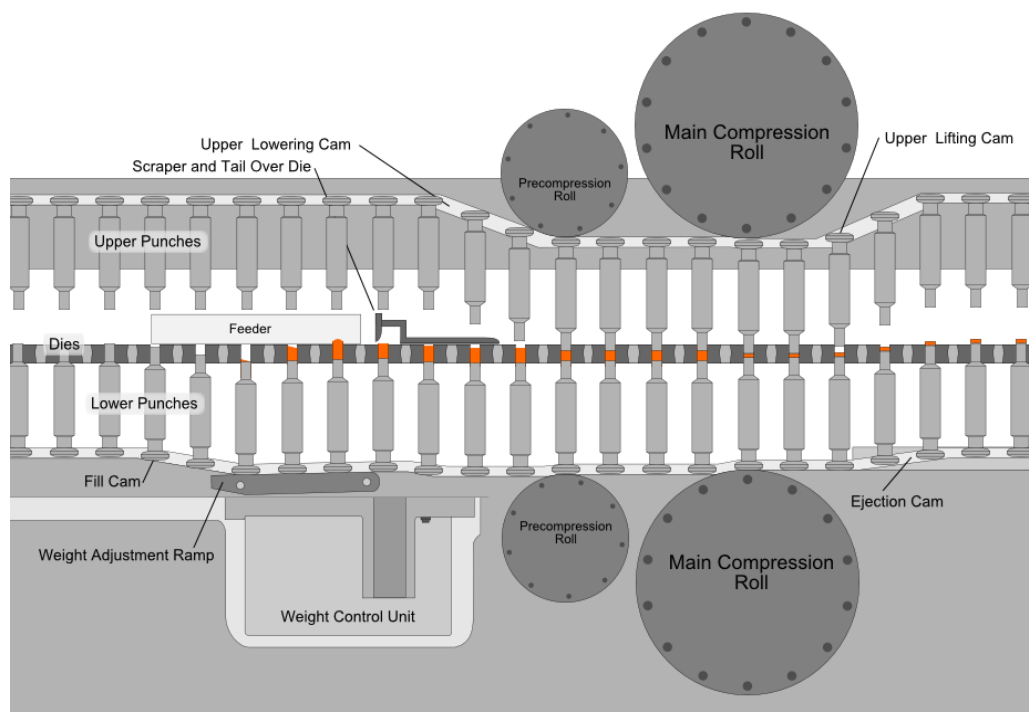 Main Compression
Roll
Upper Lowering Cam
Upper Lifting Cam
Scraper and Tail Over Die
Precompression
Roll
Upper Punches
Feeder
Dies
Lower Punches
Fill Cam
Ejection Cam
Precompression
Roll
Weight Adjustment Ramp
Main Compression
Roll
Weight Control Unit